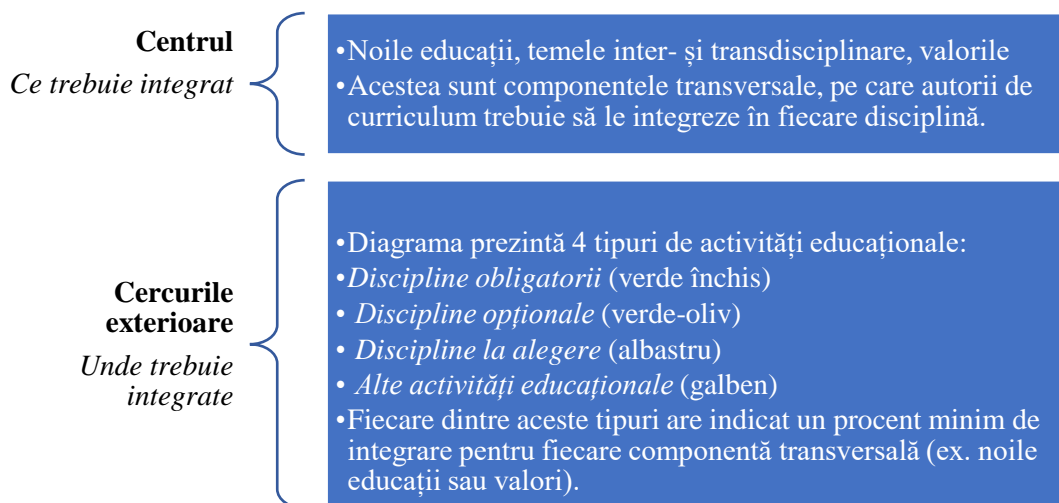 Centrul
Ce trebuie integrat
•Noile educații, temele inter- și transdisciplinare, valorile
•Acestea sunt componentele transversale, pe care autorii de
curriculum trebuie să le integreze în fiecare disciplină.
Cercurile
exterioare
Unde trebuie
integrate
•Diagrama prezintă 4 tipuri de activități educaționale:
•Discipline obligatorii (verde închis)
• Discipline opționale (verde-oliv)
• Discipline la alegere (albastru)
• Alte activități educaționale (galben)
•Fiecare dintre aceste tipuri are indicat un procent minim de
integrare pentru fiecare componentă transversală (ex. noile
educații sau valori).